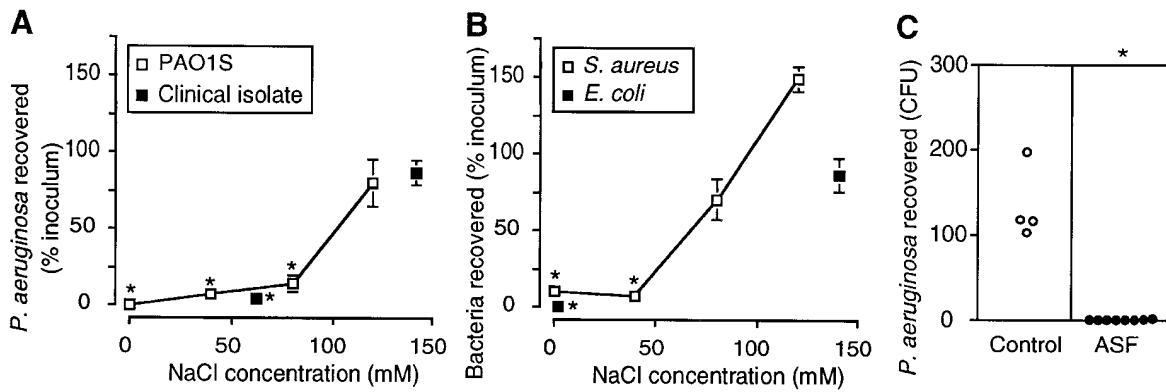 A
P. aeruginosa recovered
(% inoculum)
150
100
50
0
PAO1S
Clinical isolate
*
*
*
*
0
50
100
150
NaCl concentration (mM)
B
Bacteria recovered (% inoculum)
150
100
50
0
S. aureus
E. coli
*
*
*
0
50
100
150
NaCl concentration (mM)
C
P. aeruginosa recovered (CFU)
300
200
100
0
*
Control
ASF